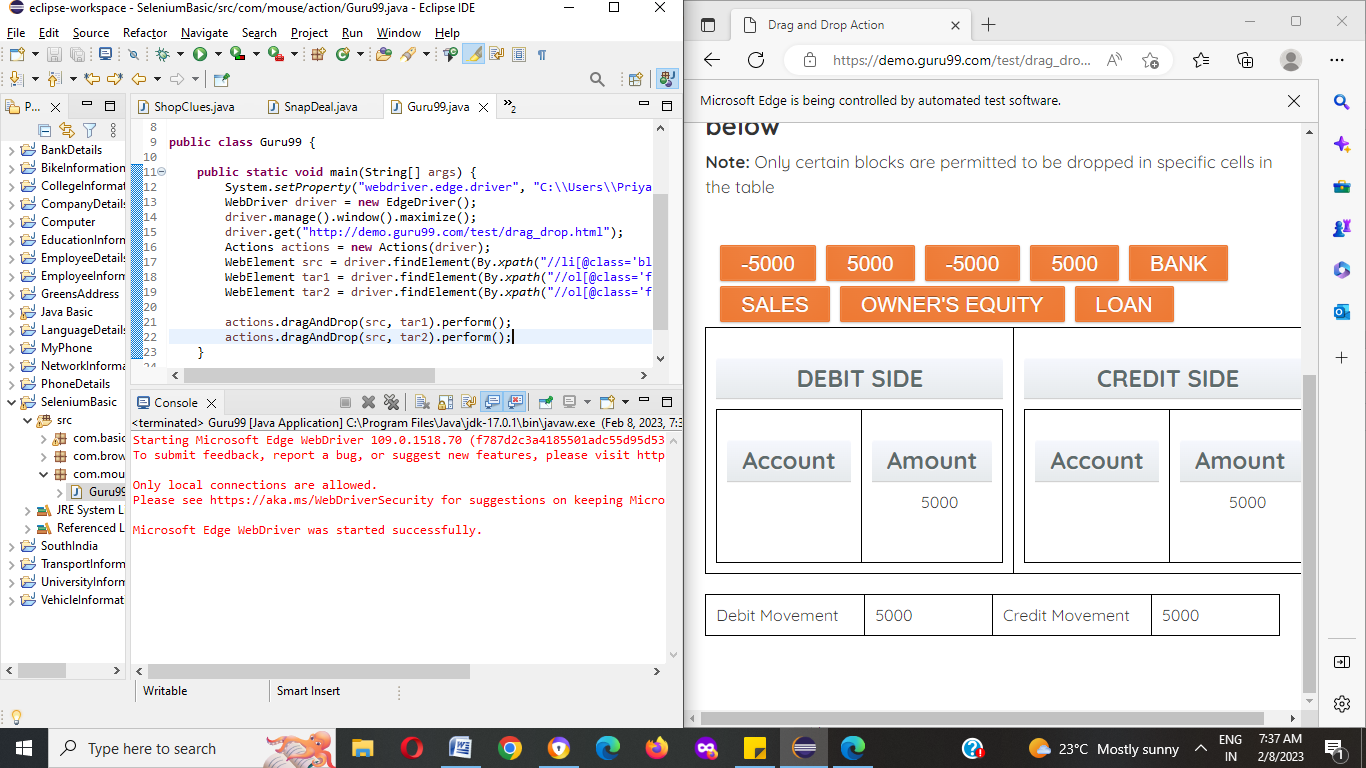 eclipse-workspace - SeleniumBasic/src/com/mouse/action/Guru99.java - Eclipse IDE
File Edit Source Refactor Navigate Search Project Run Window Help
P...
ShopClues.java
SnapDeal.java
Guru99.java
»2
BankDetails
BikeInformation
CollegeInformat
CompanyDetails
Computer
EducationInform
EmployeeDetails
EmployeeInform
GreensAddress
Java Basic
LanguageDetails
MyPhone
NetworkInforma
PhoneDetails
SeleniumBasic
src
com.basic
com.brow
com.mou
Guru99
JRE System L
Referenced L
SouthIndia
TransportInform
UniversityInform
VehicleInformat
8
9 public class Guru99 {
10
11 public static void main(String[] args) {
12 System.setProperty("webdriver.edge.driver", "C:\\Users\\Priya
13 WebDriver driver = new EdgeDriver();
14 driver.manage().window().maximize();
15 driver.get("http://demo.guru99.com/test/drag_drop.html");
16 Actions actions = new Actions(driver);
17 WebElement src = driver.findElement(By.xpath("//li[@class='bl
18 WebElement tar1 = driver.findElement(By.xpath("//ol[@class='f
19 WebElement tar2 = driver.findElement(By.xpath("//ol[@class='f
20
21 actions.dragAndDrop(src, tar1).perform();
22 actions.dragAndDrop(src, tar2).perform();
23 }
24
Console
<terminated> Guru99 [Java Application] C:\Program Files\Java\jdk-17.0.1\bin\javaw.exe (Feb 8, 2023, 7:3
Starting Microsoft Edge WebDriver 109.0.1518.70 (f787d2c3a4185501adc55d95d53
To submit feedback, report a bug, or suggest new features, please visit http
Only local connections are allowed.
Please see https://aka.ms/WebDriverSecurity for suggestions on keeping Micro
Microsoft Edge WebDriver was started successfully.
Writable
Smart Insert
Drag and Drop Action
https://demo.guru99.com/test/drag_dro...
Microsoft Edge is being controlled by automated test software.
below
Note: Only certain blocks are permitted to be dropped in specific cells in
the table
-5000 5000 -5000 5000 BANK
SALES OWNER'S EQUITY LOAN
DEBIT SIDE CREDIT SIDE
Account Amount Account Amount
5000 5000
Debit Movement 5000 Credit Movement 5000
Type here to search
23°C Mostly sunny
ENG
IN
7:37 AM
2/8/2023
1